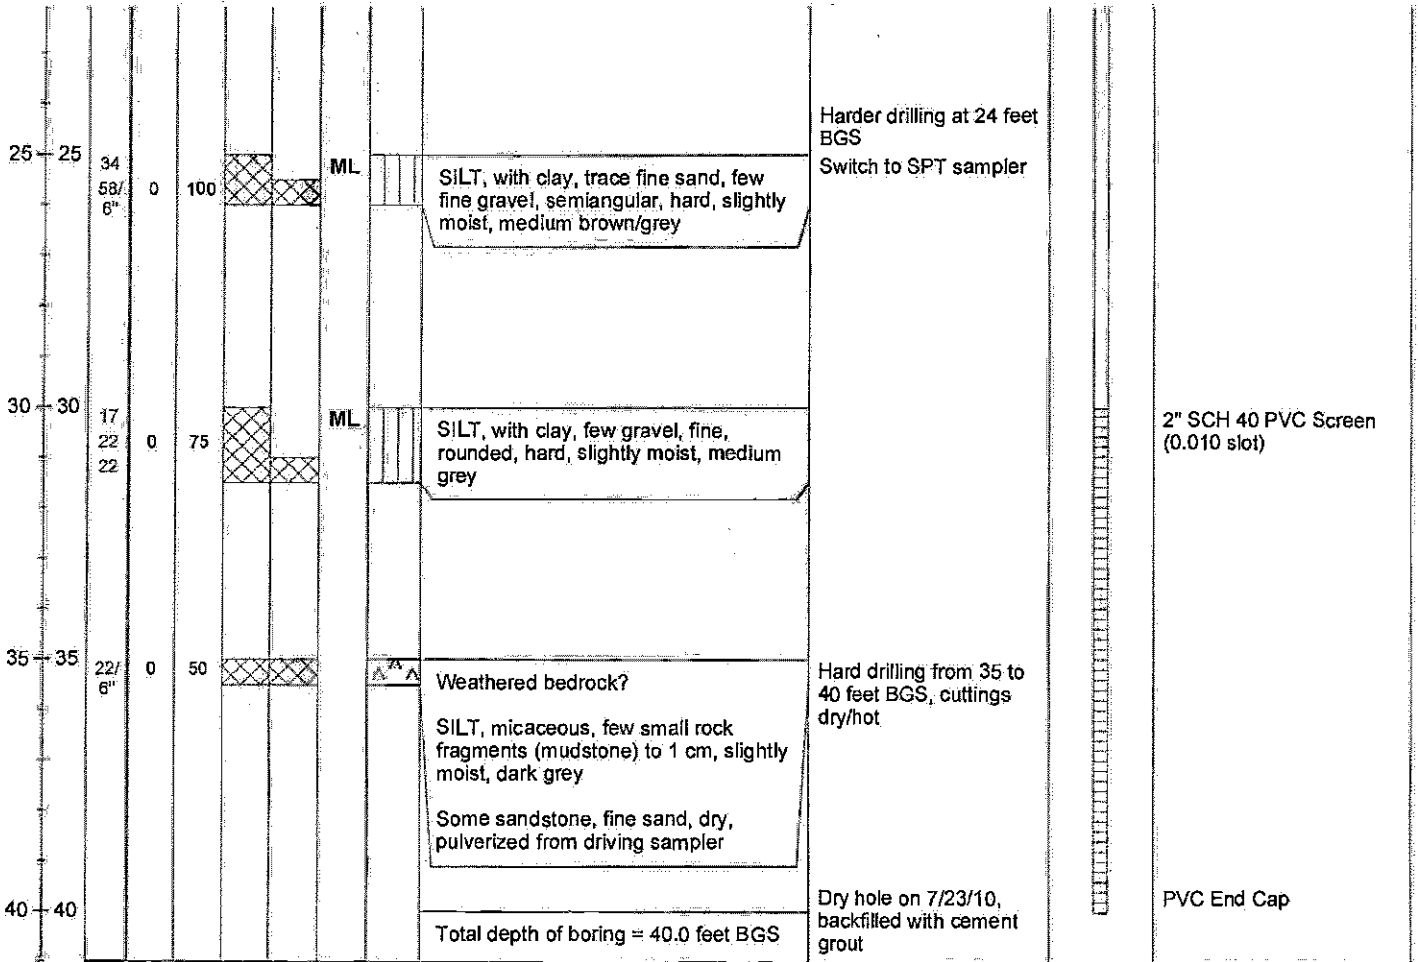 Harder drilling at 24 feet
BGS
25 25 34 ML Switch to SPT sampler
58/ 0 100
6"
SILT, with clay, trace fine sand, few
fine gravel, semiangular, hard, slightly
moist, medium brown/grey
30 30 17 ML 2" SCH 40 PVC Screen
22 0 75 (0.010 slot)
22
SILT, with clay, few gravel, fine,
rounded, hard, slightly moist, medium
grey
35 35 22/ 0 50
6"
Weathered bedrock?
SILT, micaceous, few small rock
fragments (mudstone) to 1 cm, slightly
moist, dark grey
Some sandstone, fine sand, dry,
pulverized from driving sampler
Hard drilling from 35 to
40 feet BGS, cuttings
dry/hot
40 40
Total depth of boring = 40.0 feet BGS
Dry hole on 7/23/10,
backfilled with cement
grout
PVC End Cap